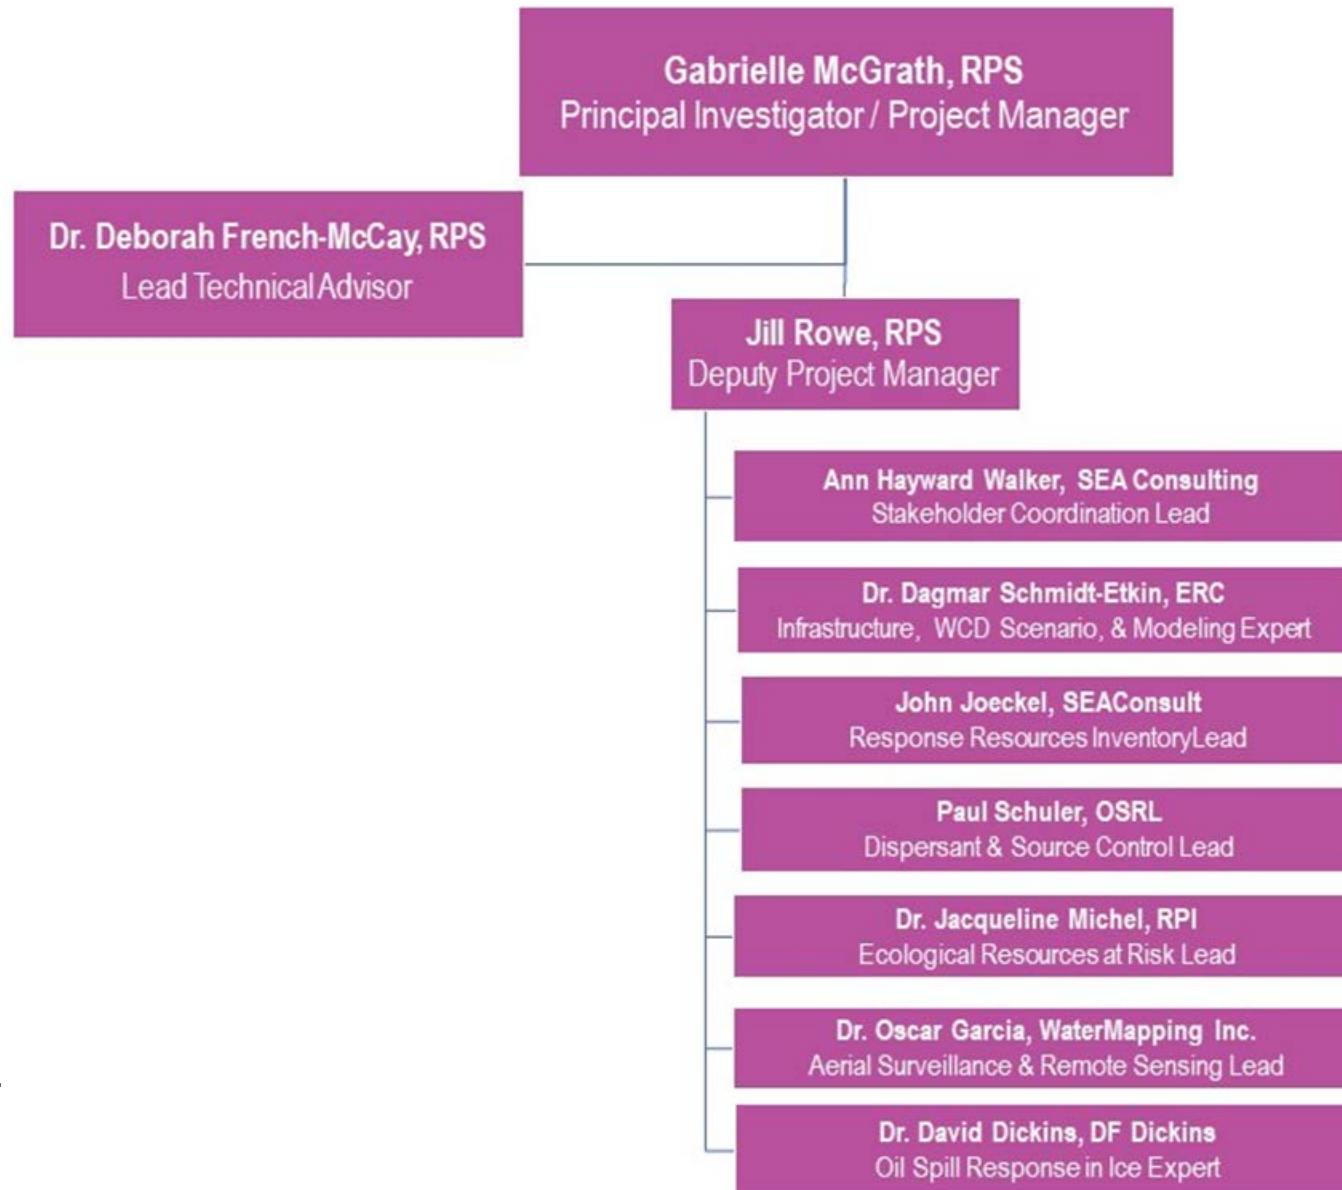 Gabrielle McGrath, RPS
Principal Investigator / Project Manager
Dr. Deborah French-McCay, RPS
Lead Technical Advisor
Jill Rowe, RPS
Deputy Project Manager
Ann Hayward Walker, SEA Consulting
Stakeholder Coordination Lead
Dr. Dagmar Schmidt-Etkin, ERC
Infrastructure, WCD Scenario, & Modeling Expert
John Joeckel, SEAConsult
Response Resources InventoryLead
Paul Schuler, OSRL
Dispersant & Source Control Lead
Dr. Jacqueline Michel, RPI
Ecological Resources at Risk Lead
Dr. Oscar Garcia, WaterMapping Inc.
Aerial Surveillance & Remote Sensing Lead
Dr. David Dickins, DF Dickins
Oil Spill Response in Ice Expert